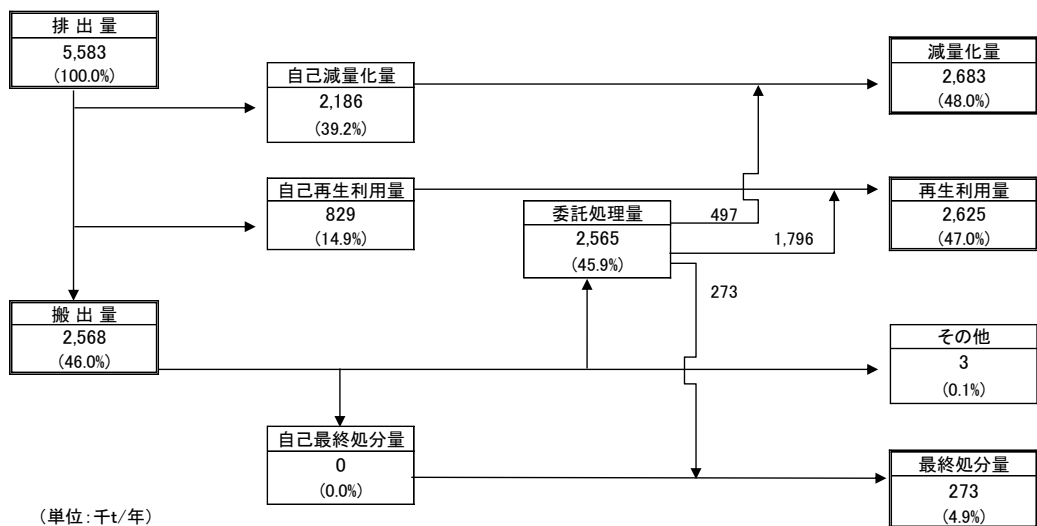 排 出 量
5,583
(100.0%)
自己減量化量
2,186
(39.2%)
減量化量
2,683
(48.0%)
自己再生利用量
829
(14.9%)
委託処理量
2,565
(45.9%)
497
1,796
273
再生利用量
2,625
(47.0%)
搬 出 量
2,568
(46.0%)
その他
3
(0.1%)
自己最終処分量
0
(0.0%)
最終処分量
273
(4.9%)
(単位:千t/年)